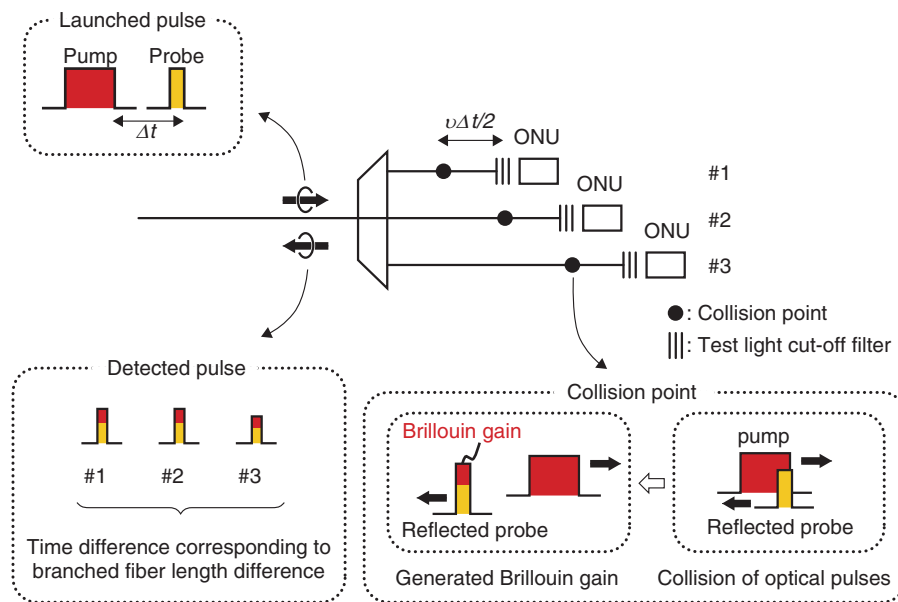 Launched pulse
Pump Probe
Δt
υΔt/2
ONU
#1
ONU
#2
ONU
#3
: Collision point
: Test light cut-off filter
Detected pulse
#1 #2 #3
Time difference corresponding to
branched fiber length difference
Collision point
Brillouin gain
Reflected probe
Generated Brillouin gain
pump
Reflected probe
Collision of optical pulses